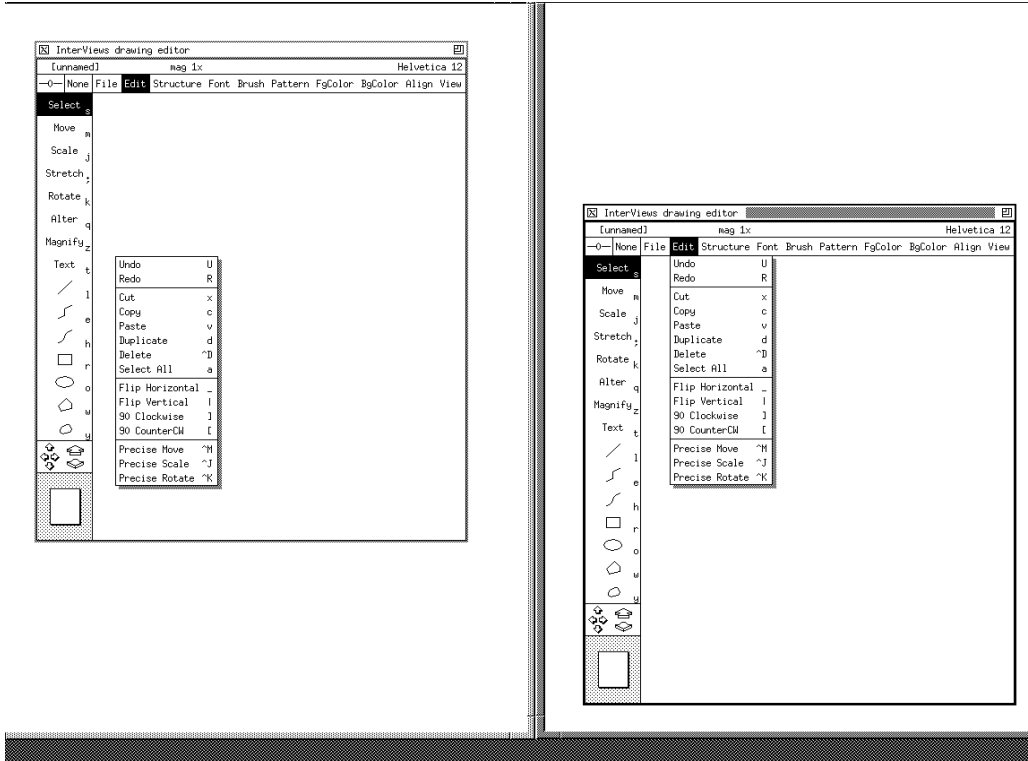 InterViews drawing editor
[unnamed] mag 1x Helvetica 12
—0— None File Edit Structure Font Brush Pattern FgColor BgColor Align View
Select s
Move m
Scale j
Stretch ;
Rotate k
Alter q
Magnify z
Text t
l
e
h
r
o
w
y
Undo U
Redo R
Cut x
Copy c
Paste v
Duplicate d
Delete ^D
Select All a
Flip Horizontal _
Flip Vertical |
90 Clockwise ]
90 CounterCW [
Precise Move ^M
Precise Scale ^J
Precise Rotate ^K
InterViews drawing editor
[unnamed] mag 1x Helvetica 12
—0— None File Edit Structure Font Brush Pattern FgColor BgColor Align View
Select s
Move m
Scale j
Stretch ;
Rotate k
Alter q
Magnify z
Text t
l
e
h
r
o
w
y
Undo U
Redo R
Cut x
Copy c
Paste v
Duplicate d
Delete ^D
Select All a
Flip Horizontal _
Flip Vertical |
90 Clockwise ]
90 CounterCW [
Precise Move ^M
Precise Scale ^J
Precise Rotate ^K